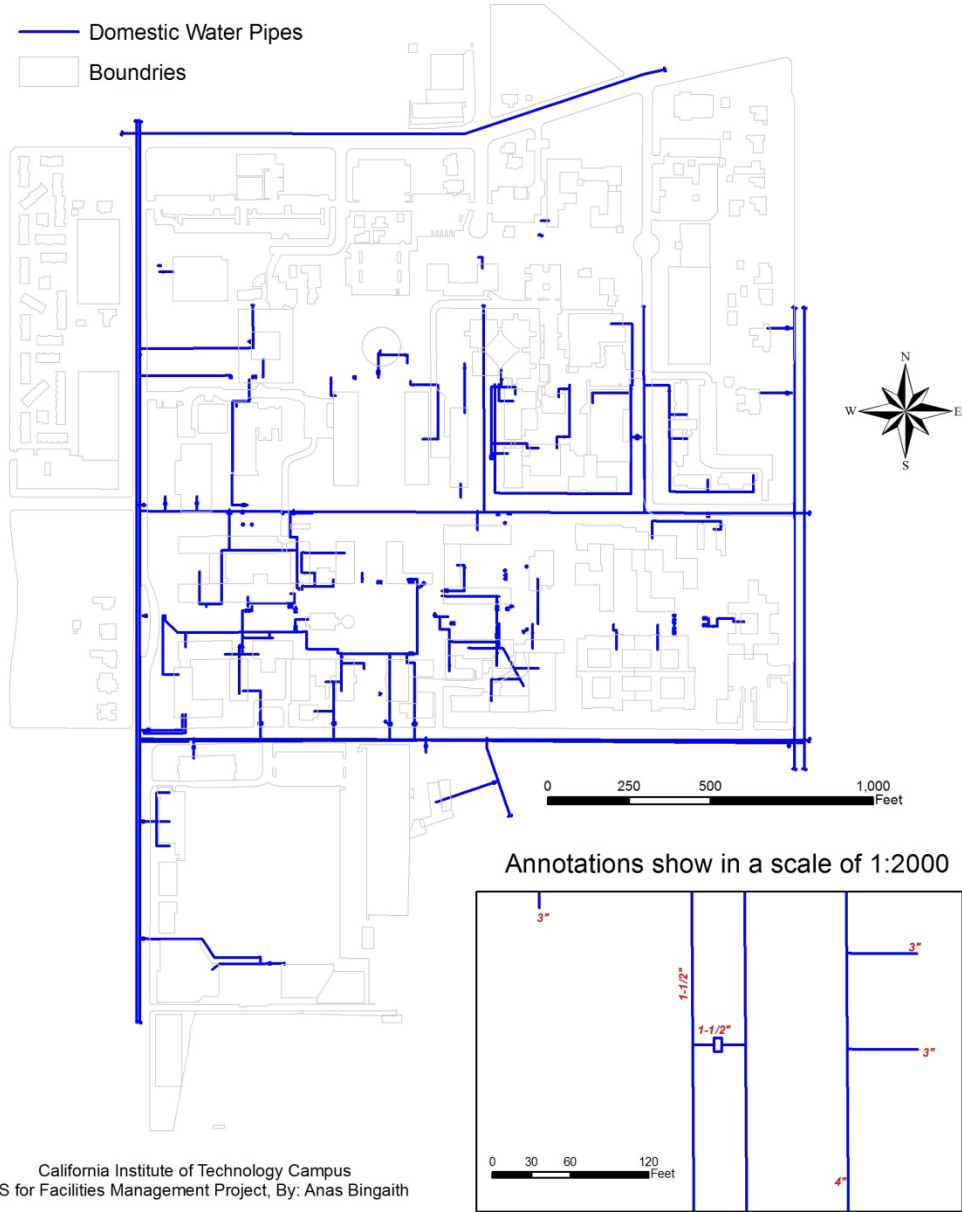 Domestic Water Pipes
Boundries
N
W E
S
0 250 500 1,000
Feet
Annotations show in a scale of 1:2000
3"
3"
1-1/2"
1-1/2"
3"
0 30 60 120
Feet
4"
California Institute of Technology Campus
S for Facilities Management Project, By: Anas Bingaith